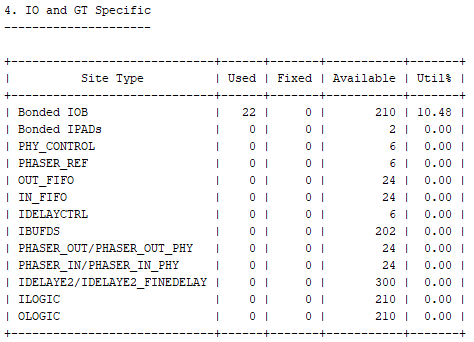 4. IO and GT Specific
---------------------
+-----------------------------+------+-------+-----------+-------+
|          Site Type          | Used | Fixed | Available | Util% |
+-----------------------------+------+-------+-----------+-------+
| Bonded IOB                  |   22 |     0 |       210 | 10.48 |
| Bonded IPADs                |    0 |     0 |         2 |  0.00 |
| PHY_CONTROL                 |    0 |     0 |         6 |  0.00 |
| PHASER_REF                  |    0 |     0 |         6 |  0.00 |
| OUT_FIFO                    |    0 |     0 |        24 |  0.00 |
| IN_FIFO                     |    0 |     0 |        24 |  0.00 |
| IDELAYCTRL                  |    0 |     0 |         6 |  0.00 |
| IBUFDS                      |    0 |     0 |       202 |  0.00 |
| PHASER_OUT/PHASER_OUT_PHY   |    0 |     0 |        24 |  0.00 |
| PHASER_IN/PHASER_IN_PHY     |    0 |     0 |        24 |  0.00 |
| IDELAYE2/IDELAYE2_FINEDELAY |    0 |     0 |       300 |  0.00 |
| ILOGIC                      |    0 |     0 |       210 |  0.00 |
| OLOGIC                      |    0 |     0 |       210 |  0.00 |
+-----------------------------+------+-------+-----------+-------+